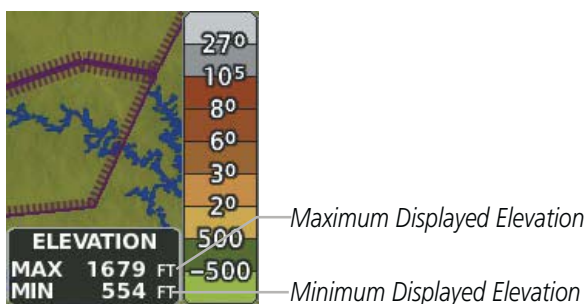 27⁰
10⁵
8⁰
6⁰
3⁰
2⁰
500
-500
ELEVATION
MAX 1679 FT
MIN 554 FT
Maximum Displayed Elevation
Minimum Displayed Elevation